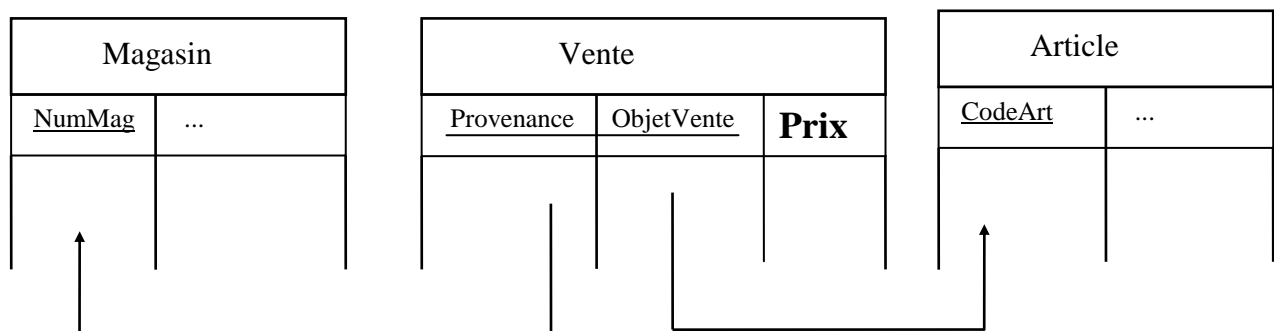 Magasin
NumMag ...
Vente
Provenance ObjetVente Prix
Article
CodeArt ...